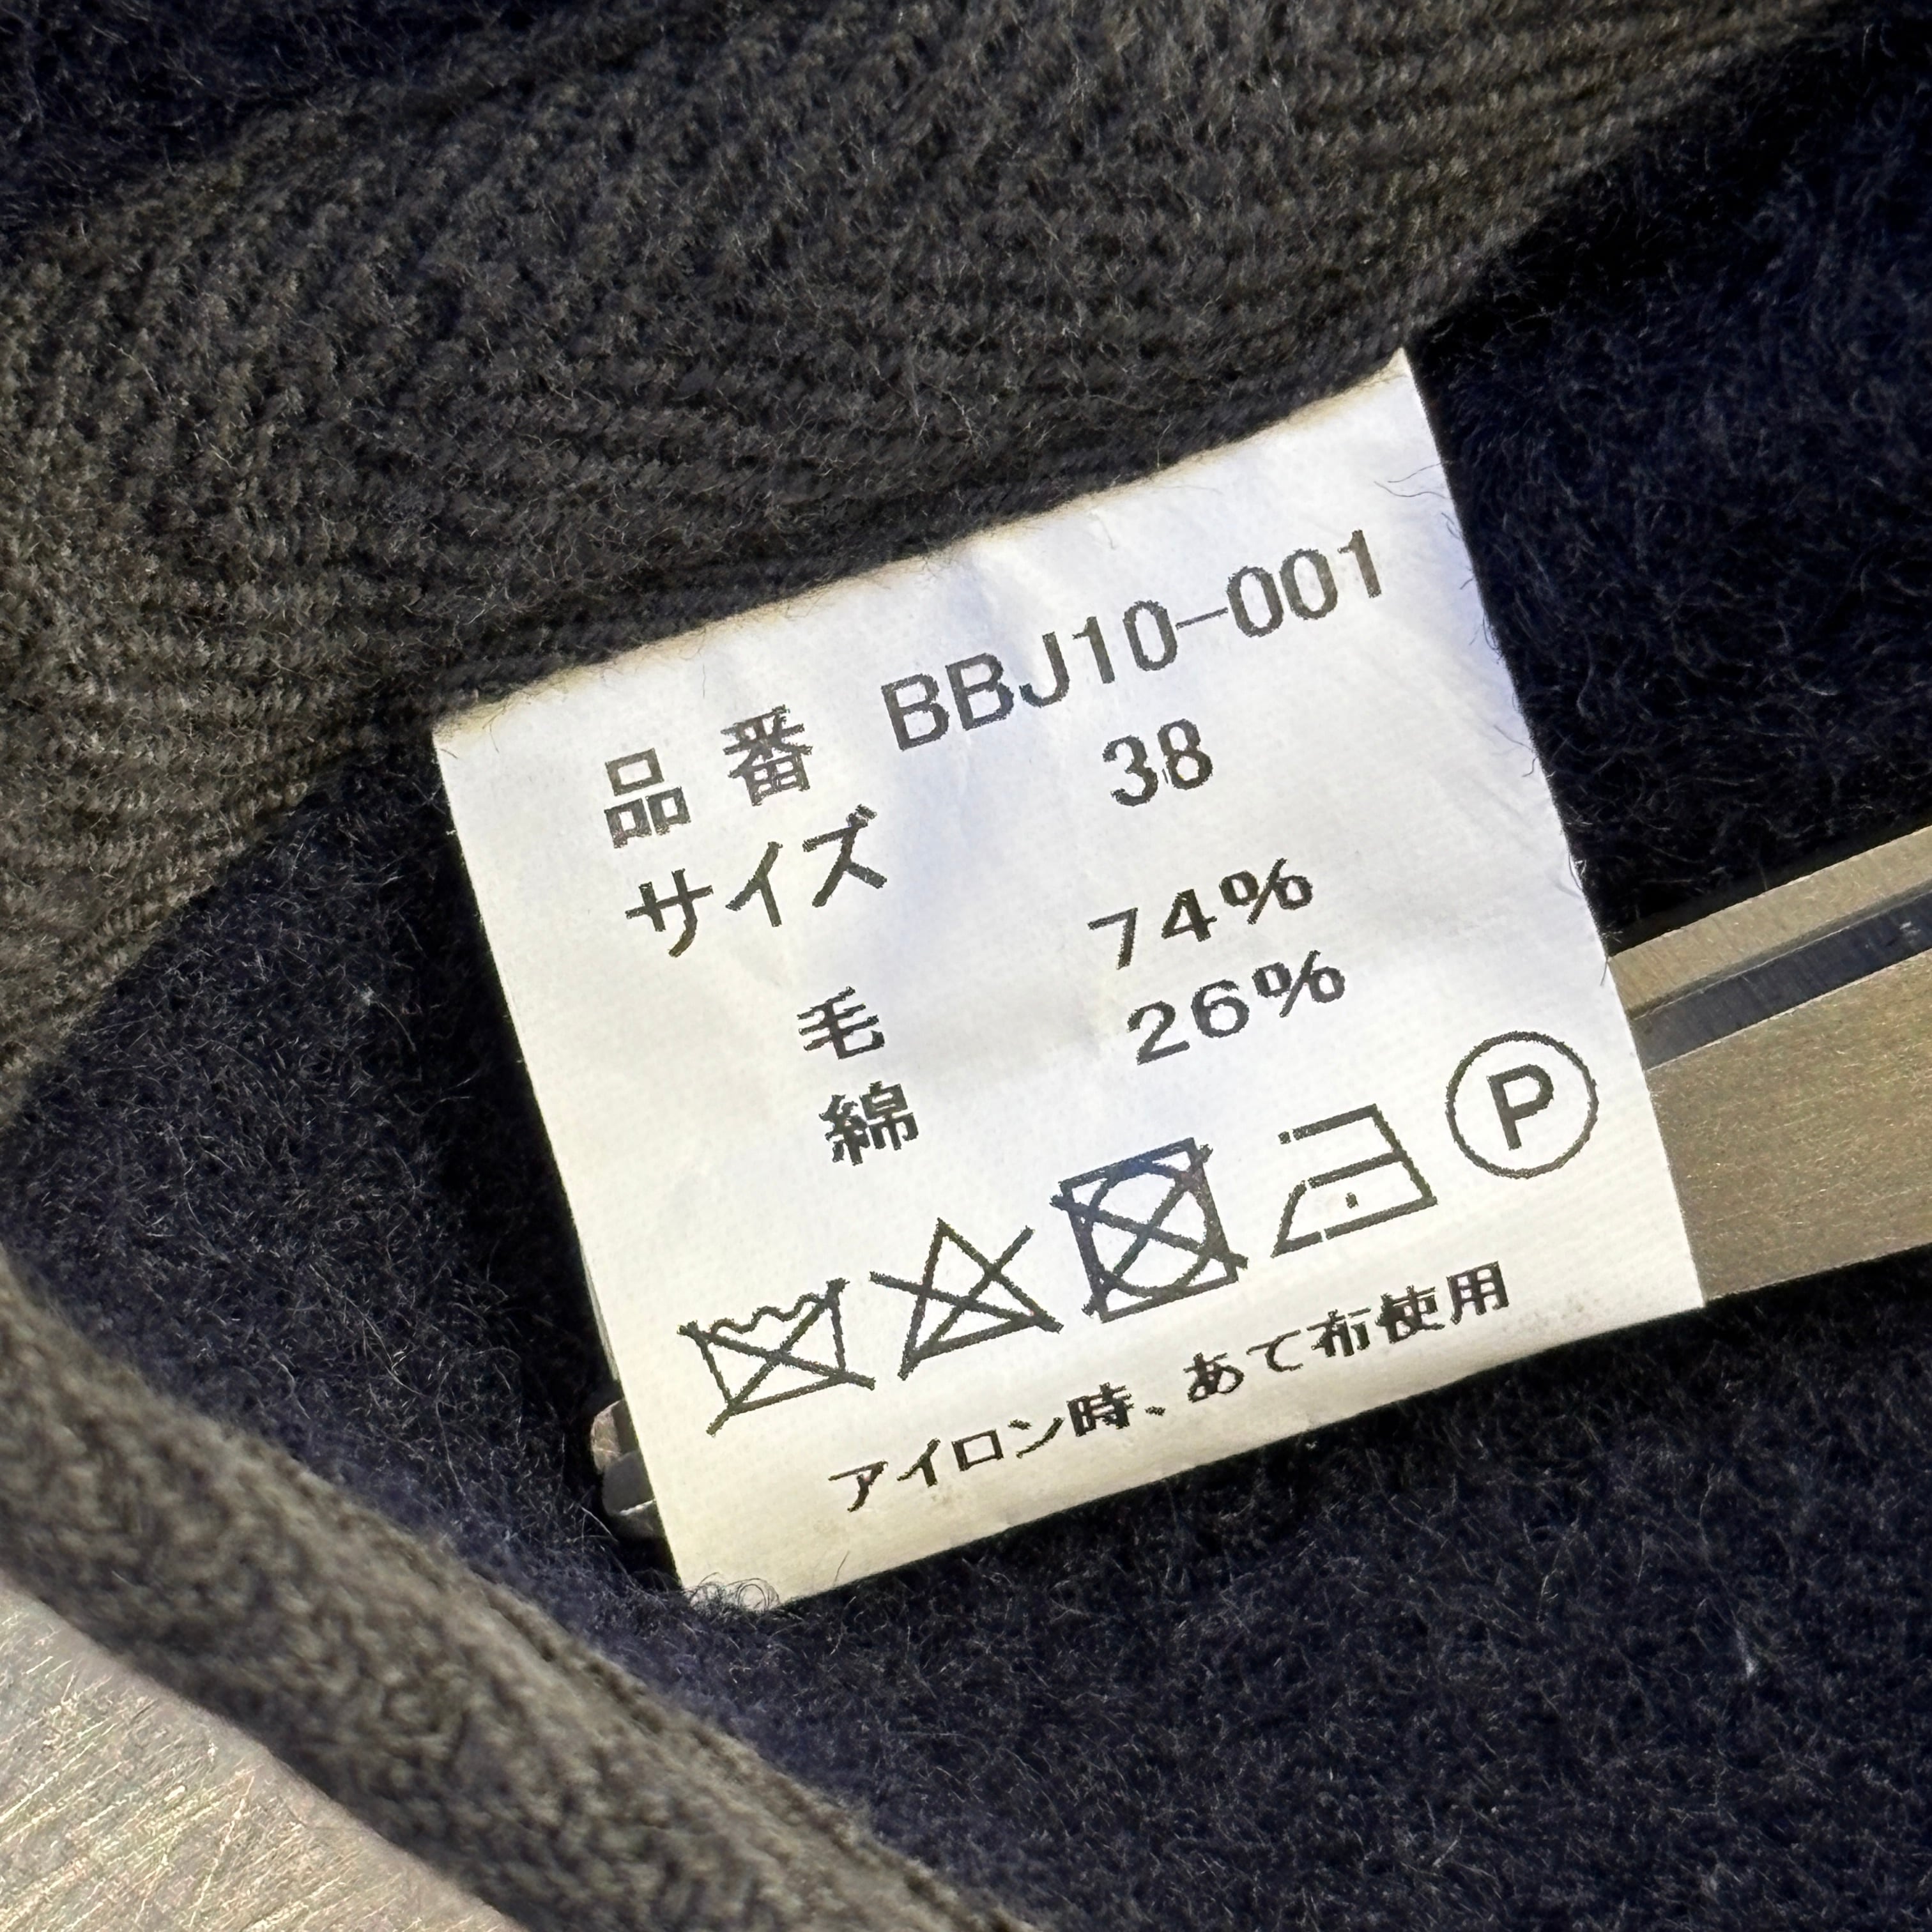 品番 BBJ10-001
サイズ 38
毛 74%
綿 26%
P
アイロン時、あて布使用